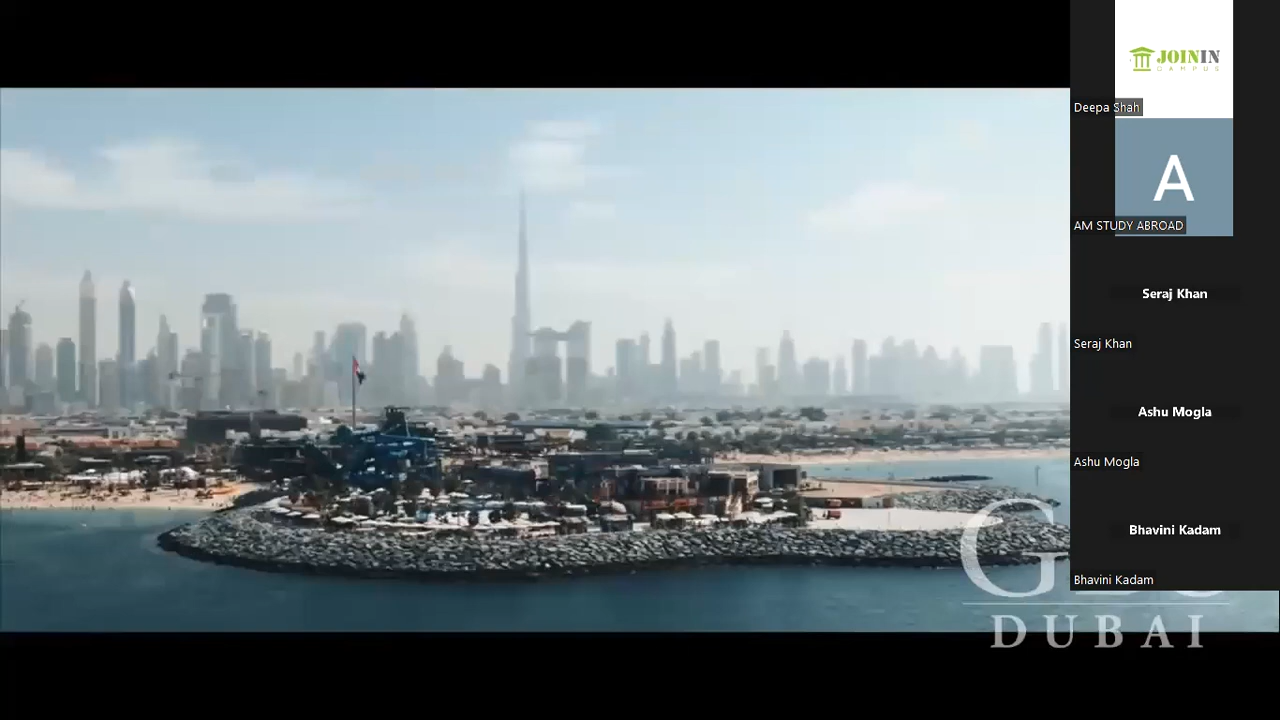 JOININ
CAMPUS
Deepa Shah
A
AM STUDY ABROAD
Seraj Khan
Seraj Khan
Ashu Mogla
Ashu Mogla
Bhavini Kadam
Bhavini Kadam
DUBAI